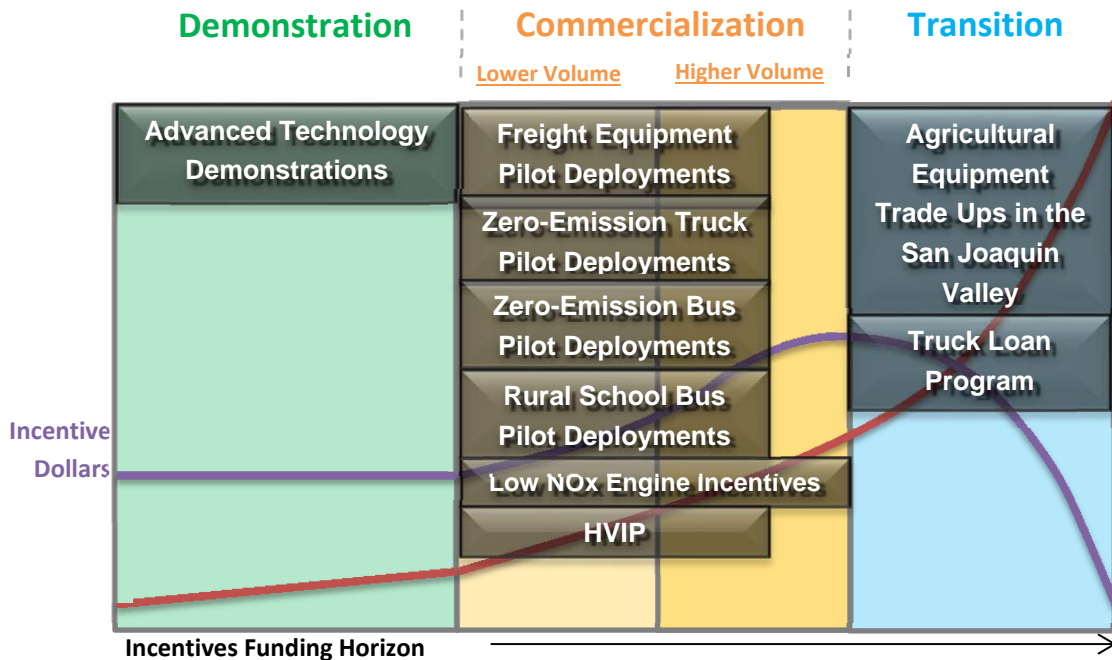 Demonstration
Commercialization
Transition
Lower Volume
Higher Volume
Advanced Technology
Demonstrations
Freight Equipment
Pilot Deployments
Zero-Emission Truck
Pilot Deployments
Zero-Emission Bus
Pilot Deployments
Rural School Bus
Pilot Deployments
Low NOx Engine Incentives
HVIP
Agricultural
Equipment
Trade Ups in the
San Joaquin
Valley
Truck Loan
Program
Incentive
Dollars
Incentives Funding Horizon